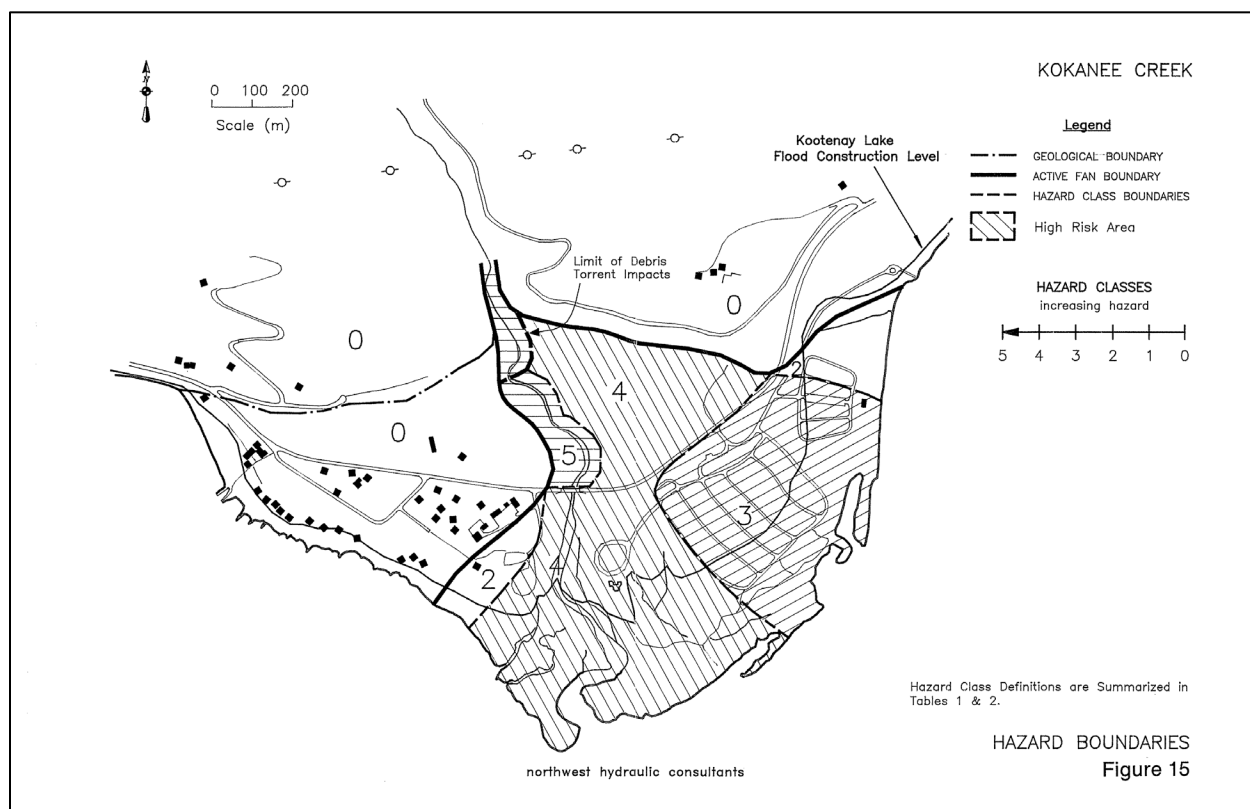 KOKANEE CREEK
0 100 200
Scale (m)
Kootenay Lake
Flood Construction Level
Legend
GEOLOGICAL BOUNDARY
ACTIVE FAN BOUNDARY
HAZARD CLASS BOUNDARIES
High Risk Area
Limit of Debris
Torrent Impacts
HAZARD CLASSES
increasing hazard
5 4 3 2 1 0
0
0
2
4
0
5
3
4
2
Hazard Class Definitions are Summarized in
Tables 1 & 2.
HAZARD BOUNDARIES
Figure 15
northwest hydraulic consultants